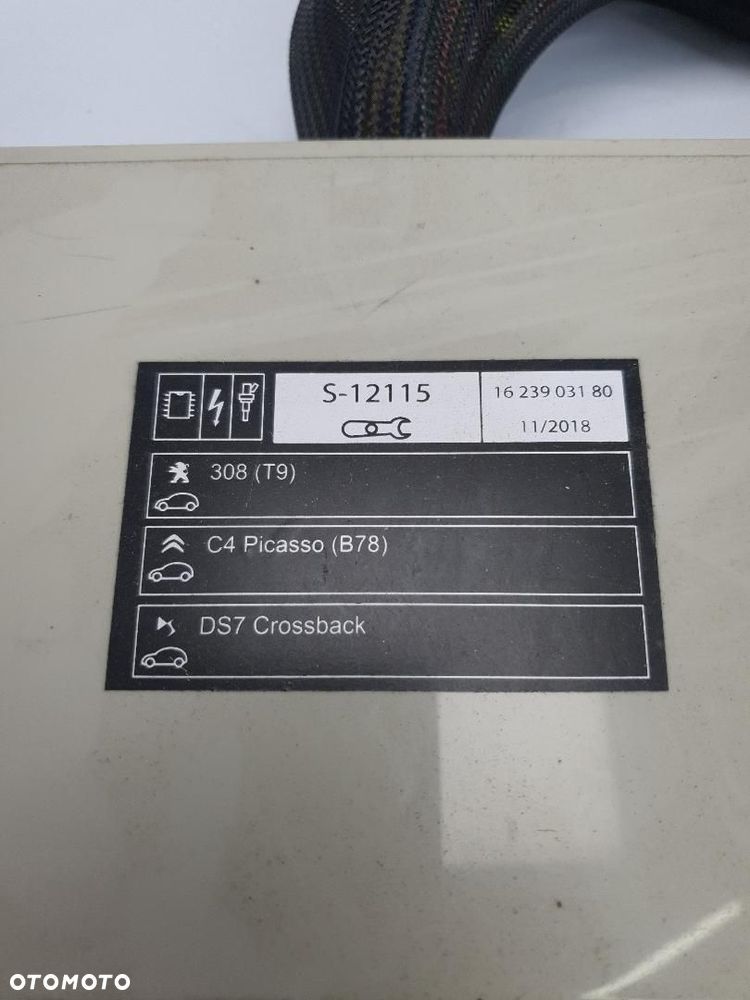 S-12115
16 239 031 80
11/2018
308 (T9)
C4 Picasso (B78)
DS7 Crossback
OTOMOTO